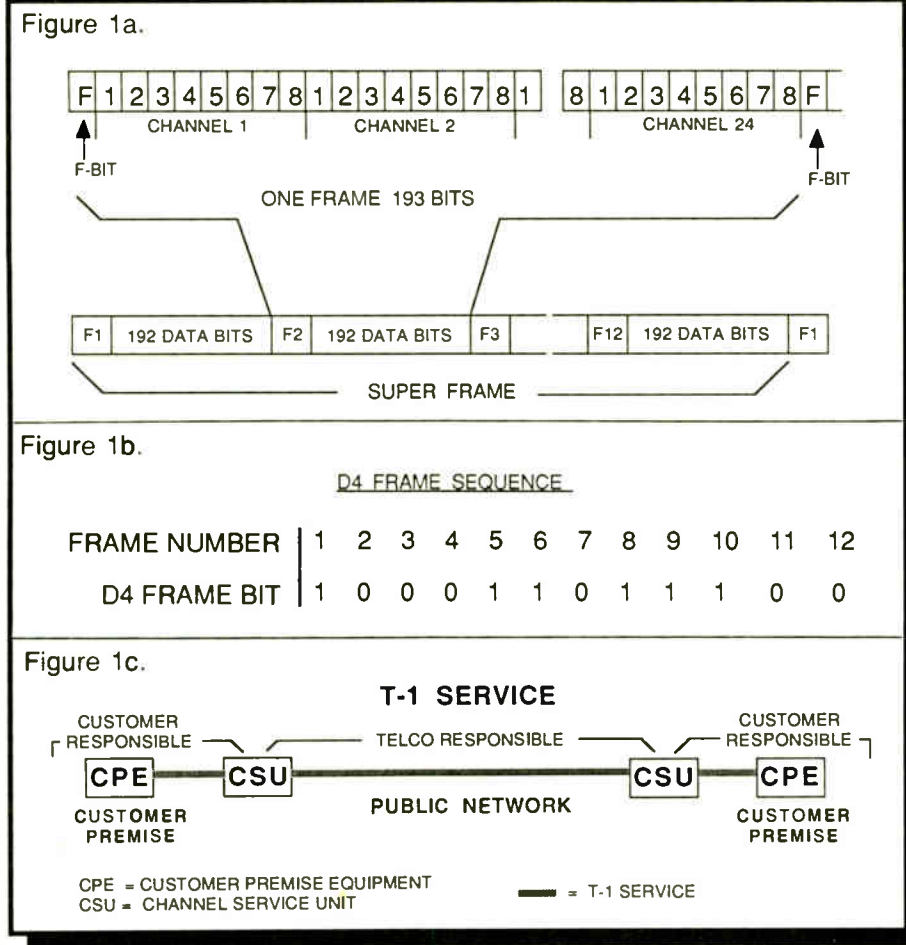 Figure 1a.
F 1 2 3 4 5 6 7 8 1 2 3 4 5 6 7 8 1 8 1 2 3 4 5 6 7 8 F
CHANNEL 1 CHANNEL 2 CHANNEL 24
F-BIT F-BIT
ONE FRAME 193 BITS
F1 192 DATA BITS F2 192 DATA BITS F3 F12 192 DATA BITS F1
SUPER FRAME
Figure 1b.
D4 FRAME SEQUENCE
FRAME NUMBER 1 2 3 4 5 6 7 8 9 10 11 12
D4 FRAME BIT 1 0 0 0 1 1 0 1 1 1 0 0
Figure 1c.
T-1 SERVICE
CUSTOMER RESPONSIBLE TELCO RESPONSIBLE CUSTOMER RESPONSIBLE
CPE CSU CSU CPE
PUBLIC NETWORK
CUSTOMER PREMISE CUSTOMER PREMISE
CPE = CUSTOMER PREMISE EQUIPMENT
CSU = CHANNEL SERVICE UNIT
= T-1 SERVICE